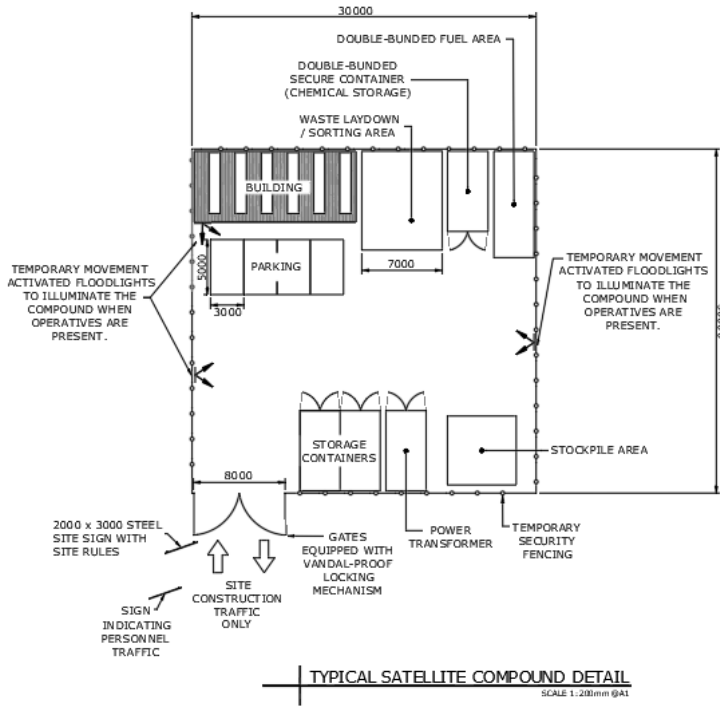 30000
DOUBLE-BUNDED FUEL AREA
DOUBLE-BUNDED
SECURE CONTAINER
(CHEMICAL STORAGE)
WASTE LAYDOWN
/ SORTING AREA
BUILDING
PARKING
5000
3000
7000
TEMPORARY MOVEMENT
ACTIVATED FLOODLIGHTS
TO ILLUMINATE THE
COMPOUND WHEN
OPERATIVES ARE
PRESENT.
TEMPORARY MOVEMENT
ACTIVATED FLOODLIGHTS
TO ILLUMINATE THE
COMPOUND WHEN
OPERATIVES ARE
PRESENT.
STORAGE
CONTAINERS
STOCKPILE AREA
8000
2000 x 3000 STEEL
SITE SIGN WITH
SITE RULES
GATES
EQUIPPED WITH
VANDAL-PROOF
LOCKING
MECHANISM
POWER
TRANSFORMER
TEMPORARY
SECURITY
FENCING
SITE
CONSTRUCTION
TRAFFIC
ONLY
SIGN
INDICATING
PERSONNEL
TRAFFIC
TYPICAL SATELLITE COMPOUND DETAIL
SCALE 1:200mm @A1